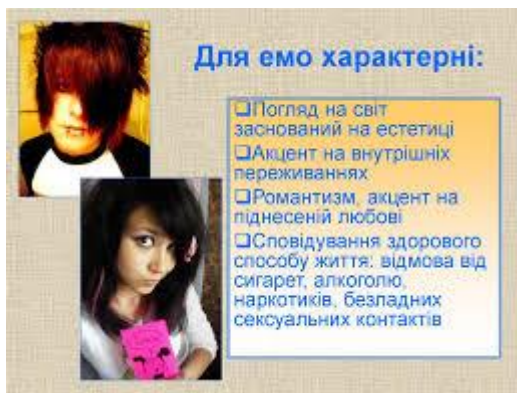 Для емо характерні:
❑Погляд на світ
заснований на естетиці
❑Акцент на внутрішніх
переживаннях
❑Романтизм, акцент на
піднесеній любові
❑Сповідування здорового
способу життя: відмова від
сигарет, алкоголю,
наркотиків, безладних
сексуальних контактів